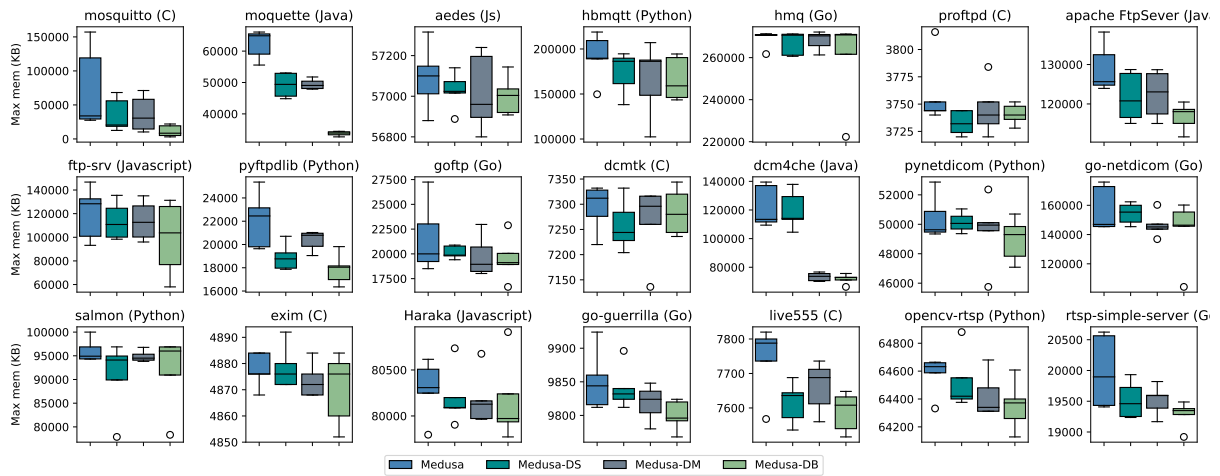 mosquitto (C) moquette (Java) aedes (Js) hbmqtt (Python) hmq (Go) proftpd (C) apache FtpSever (Jav
Max mem (KB)
150000 100000 50000 0
60000 50000 40000
57200 57000 56800
200000 150000 100000
260000 240000 220000
3800 3775 3750 3725
130000 120000
ftp-srv (Javascript) pyftpdlib (Python) goftp (Go) dcmtk (C) dcm4che (Java) pynetdicom (Python) go-netdicom (Go)
Max mem (KB)
140000 120000 100000 80000 60000
24000 22000 20000 18000 16000
27500 25000 22500 20000 17500
7350 7300 7250 7200 7150
140000 120000 100000 80000
52000 50000 48000 46000
160000 140000 120000
salmon (Python) exim (C) Haraka (Javascript) go-guerrilla (Go) live555 (C) opencv-rtsp (Python) rtsp-simple-server (Go
Max mem (KB)
100000 95000 90000 85000 80000
4890 4880 4870 4860 4850
80500 80000
9900 9850 9800
7800 7700 7600
64800 64600 64400 64200
20500 20000 19500 19000
Medusa Medusa-DS Medusa-DM Medusa-DB